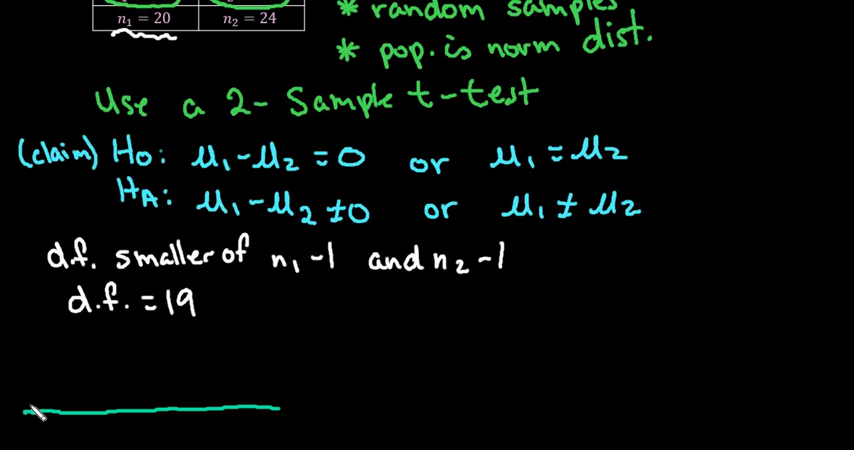 * random samples
n₁ = 20 n₂ = 24
* pop. is norm dist.
Use a 2-Sample t-test
(claim) H₀: μ₁-μ₂ = 0 or μ₁ = μ₂
H_A: μ₁-μ₂ ≠ 0 or μ₁ ≠ μ₂
d.f. smaller of n₁-1 and n₂-1
d.f. = 19